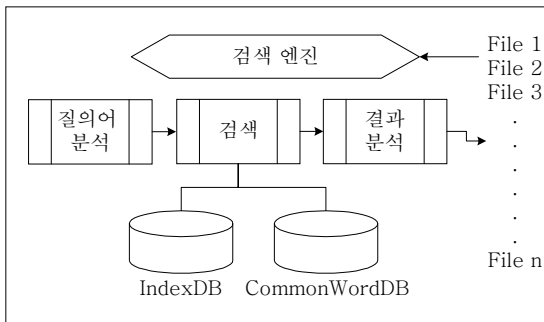 검색 엔진
File 1
File 2
File 3
.
.
.
.
.
.
File n
질의어
분석
검색
결과
분석
IndexDB
CommonWordDB